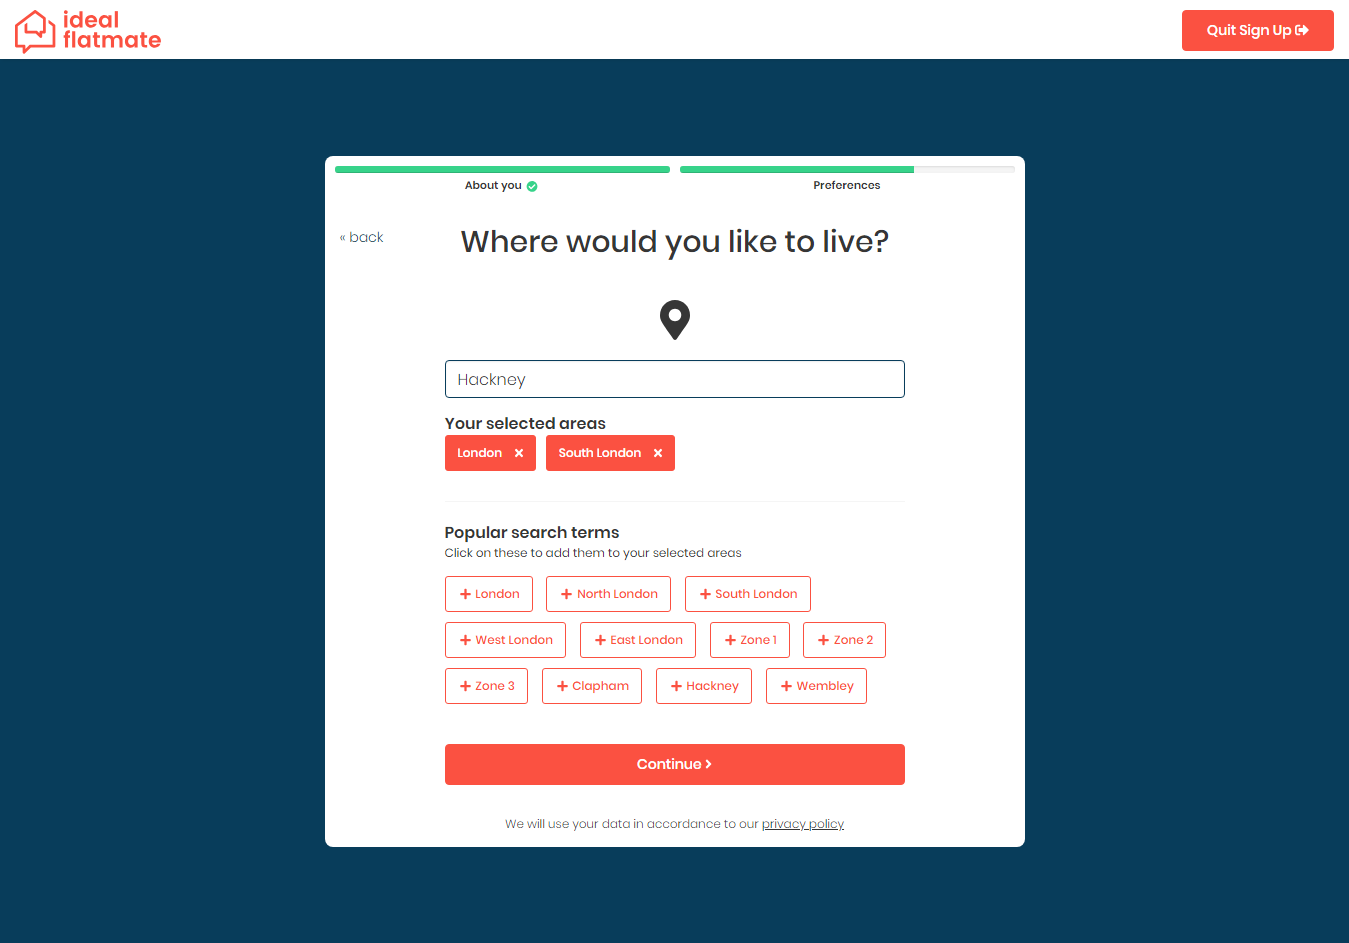 ideal
flatmate
Quit Sign Up
About you
Preferences
« back
Where would you like to live?
Hackney
Your selected areas
London ×
South London ×
Popular search terms
Click on these to add them to your selected areas
+ London
+ North London
+ South London
+ West London
+ East London
+ Zone 1
+ Zone 2
+ Zone 3
+ Clapham
+ Hackney
+ Wembley
Continue >
We will use your data in accordance to our privacy policy